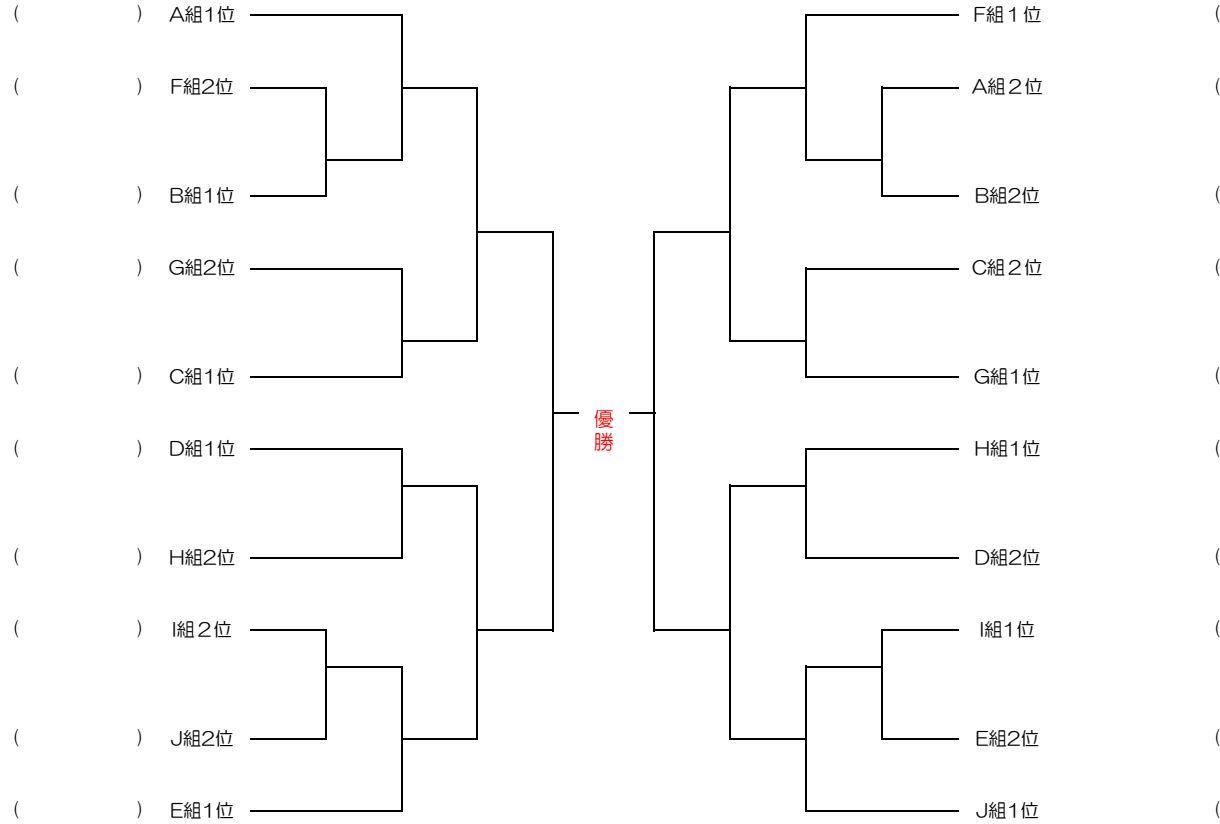 ( ) A組1位 F組１位 (
( ) F組2位 A組２位 (
( ) B組1位 B組2位 (
( ) G組2位 C組２位 (
( ) C組1位 G組1位 (
優
勝
( ) D組1位 H組1位 (
( ) H組2位 D組2位 (
( ) I組２位 I組1位 (
( ) J組2位 E組2位 (
( ) E組1位 J組1位 (